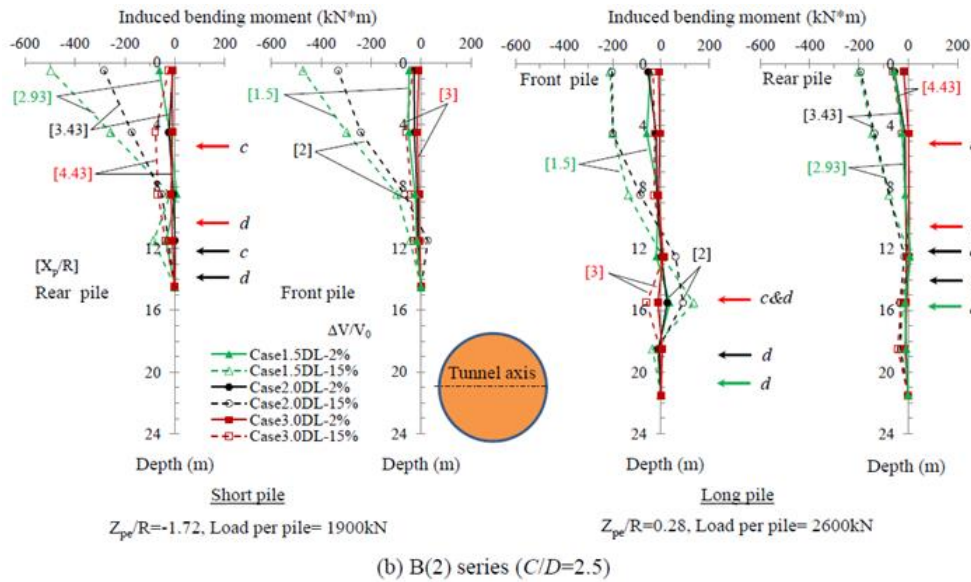 Induced bending moment (kN*m)
Induced bending moment (kN*m)
-600 -400 -200 0 200 -600 -400 -200 0 200
-600 -400 -200 0 200 -600 -400 -200 0 200
[2.93]
[3.43]
[4.43]
4
8
12
16
20
24
c
d
c
d
[Xp/R]
Rear pile
[1.5]
[3]
[2]
4
8
12
16
20
24
Front pile
Front pile
[1.5]
[3]
[2]
4
8
12
16
20
24
c&d
d
d
Rear pile
[4.43]
[3.43]
[2.93]
4
8
12
16
20
24
ΔV/V0
Case1.5DL-2%
Case1.5DL-15%
Case2.0DL-2%
Case2.0DL-15%
Case3.0DL-2%
Case3.0DL-15%
Tunnel axis
Depth (m) Depth (m) Depth (m) Depth (m)
Short pile
Long pile
Zpe/R=-1.72, Load per pile= 1900kN
Zpe/R=0.28, Load per pile= 2600kN
(b) B(2) series (C/D=2.5)